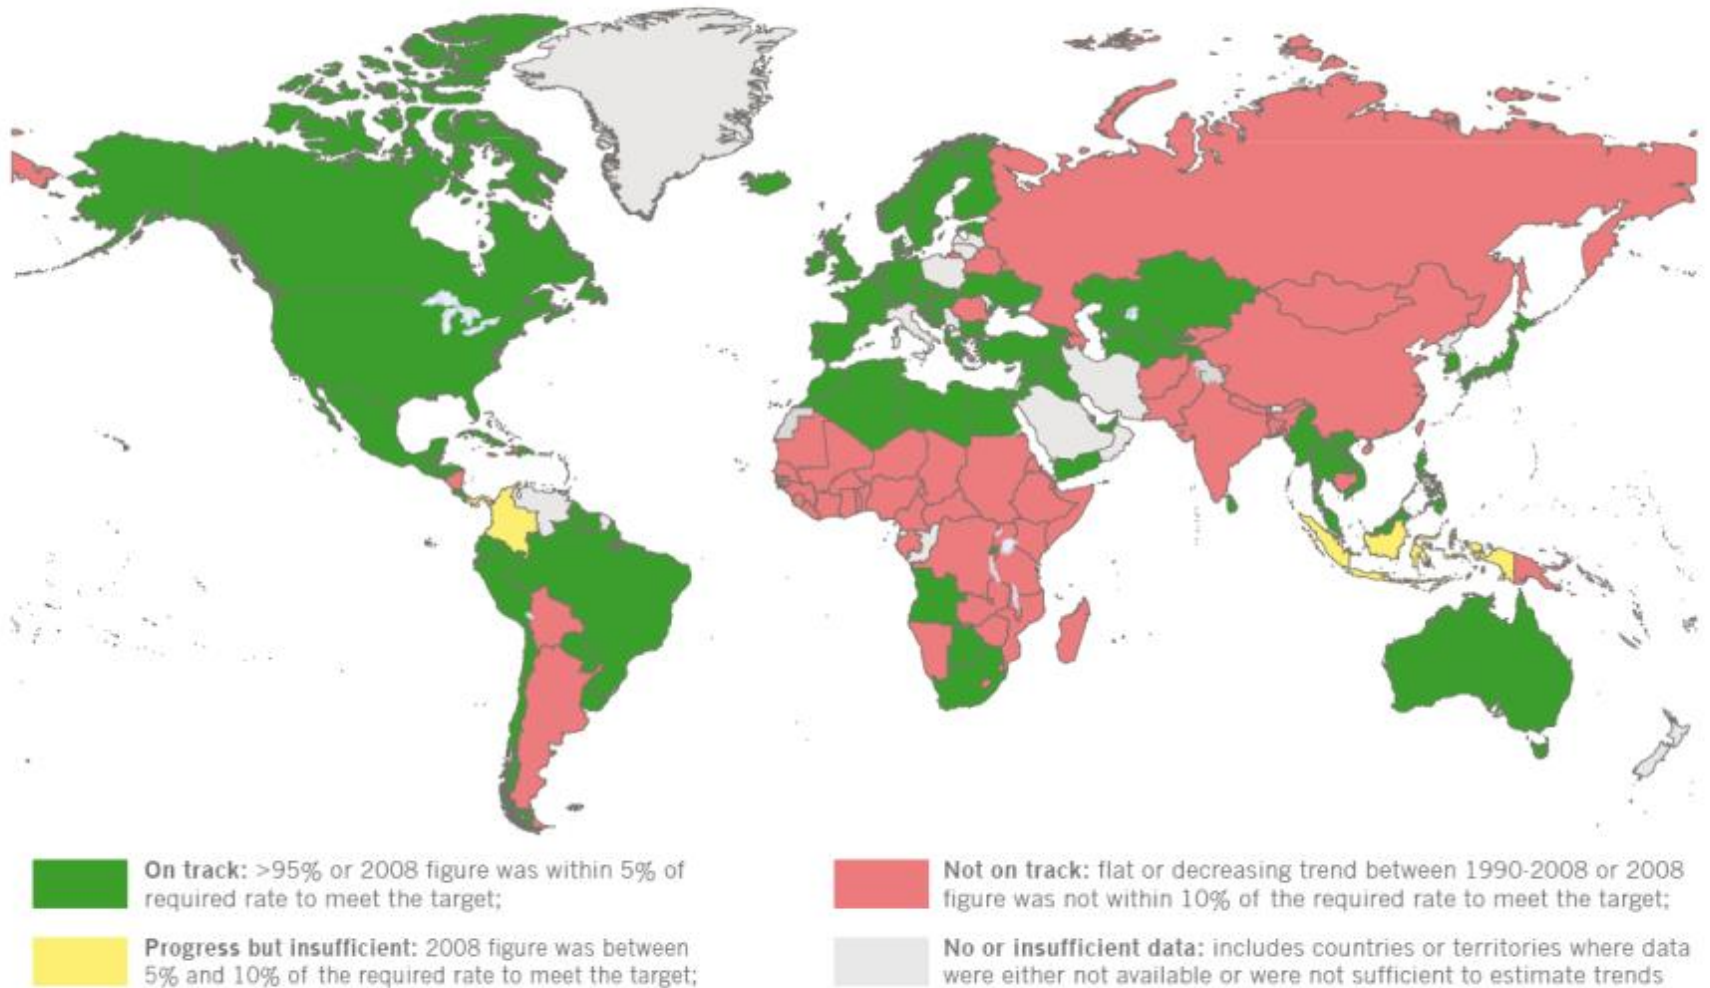 On track: >95% or 2008 figure was within 5% of
required rate to meet the target;
Progress but insufficient: 2008 figure was between
5% and 10% of the required rate to meet the target;
Not on track: flat or decreasing trend between 1990-2008 or 2008
figure was not within 10% of the required rate to meet the target;
No or insufficient data: includes countries or territories where data
were either not available or were not sufficient to estimate trends